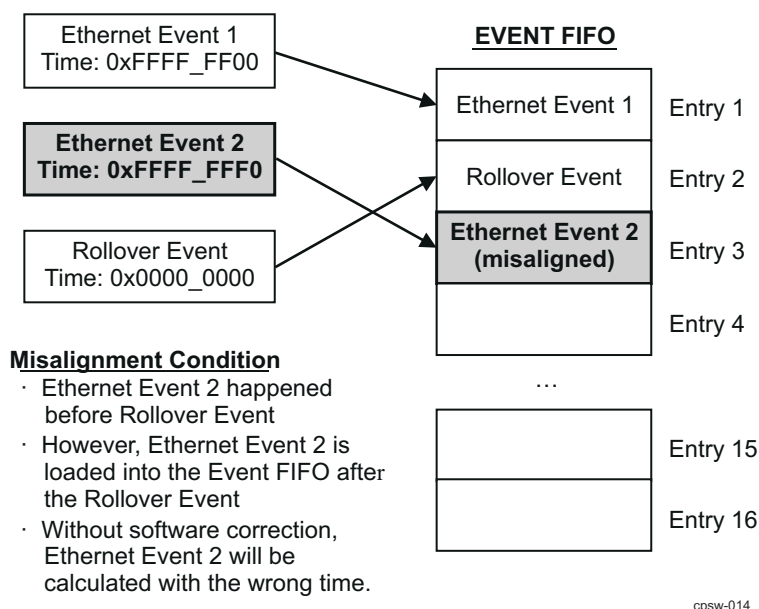 Ethernet Event 1
Time: 0xFFFF_FF00
Ethernet Event 2
Time: 0xFFFF_FFF0
Rollover Event
Time: 0x0000_0000
EVENT FIFO
Ethernet Event 1
Entry 1
Rollover Event
Entry 2
Ethernet Event 2
(misaligned)
Entry 3
Entry 4
…
Entry 15
Entry 16
Misalignment Condition
· Ethernet Event 2 happened
before Rollover Event
· However, Ethernet Event 2 is
loaded into the Event FIFO after
the Rollover Event
· Without software correction,
Ethernet Event 2 will be
calculated with the wrong time.
cpsw-014